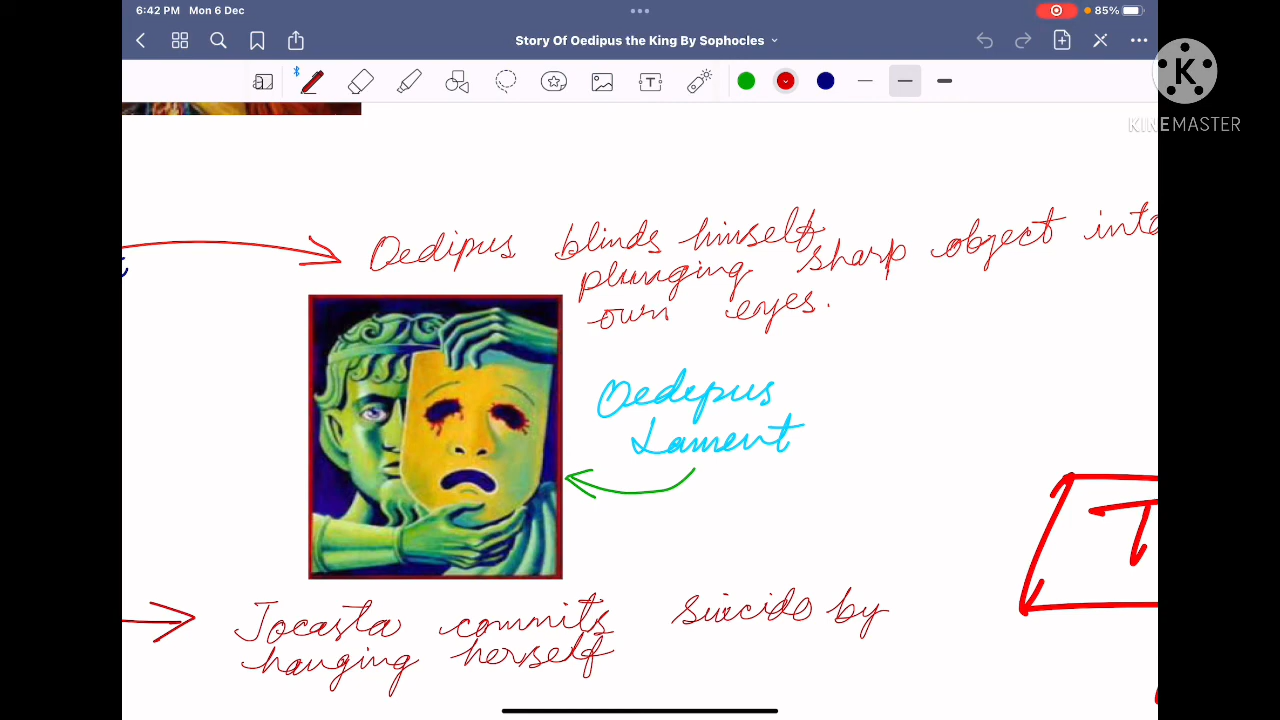 6:42 PM Mon 6 Dec
85%
Story Of Oedipus the King By Sophocles
T
K
KINEMASTER
Oedipus blinds himself
plunging sharp object into
own eyes.
Oedepus
Lament
T
Jocasta commits suicide by
hanging herself